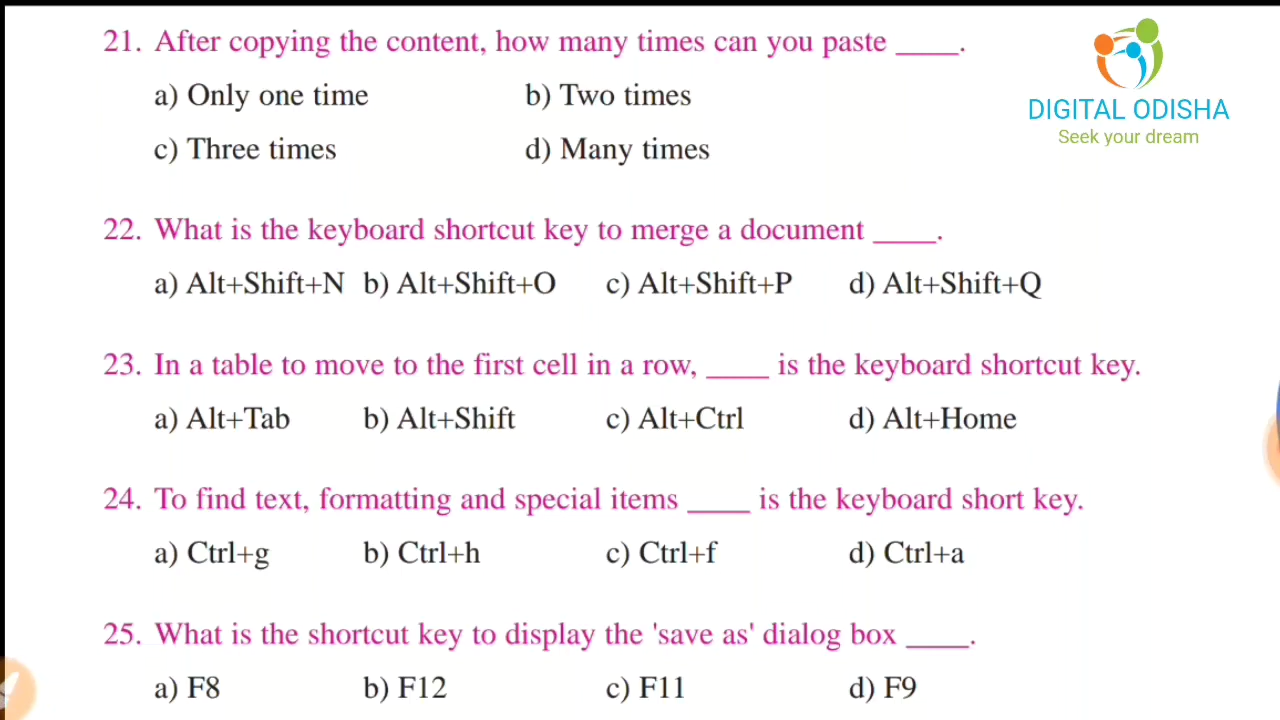 21. After copying the content, how many times can you paste ____.
a) Only one time b) Two times
c) Three times d) Many times
DIGITAL ODISHA
Seek your dream
22. What is the keyboard shortcut key to merge a document ____.
a) Alt+Shift+N b) Alt+Shift+O c) Alt+Shift+P d) Alt+Shift+Q
23. In a table to move to the first cell in a row, ____ is the keyboard shortcut key.
a) Alt+Tab b) Alt+Shift c) Alt+Ctrl d) Alt+Home
24. To find text, formatting and special items ____ is the keyboard short key.
a) Ctrl+g b) Ctrl+h c) Ctrl+f d) Ctrl+a
25. What is the shortcut key to display the 'save as' dialog box ____.
a) F8 b) F12 c) F11 d) F9